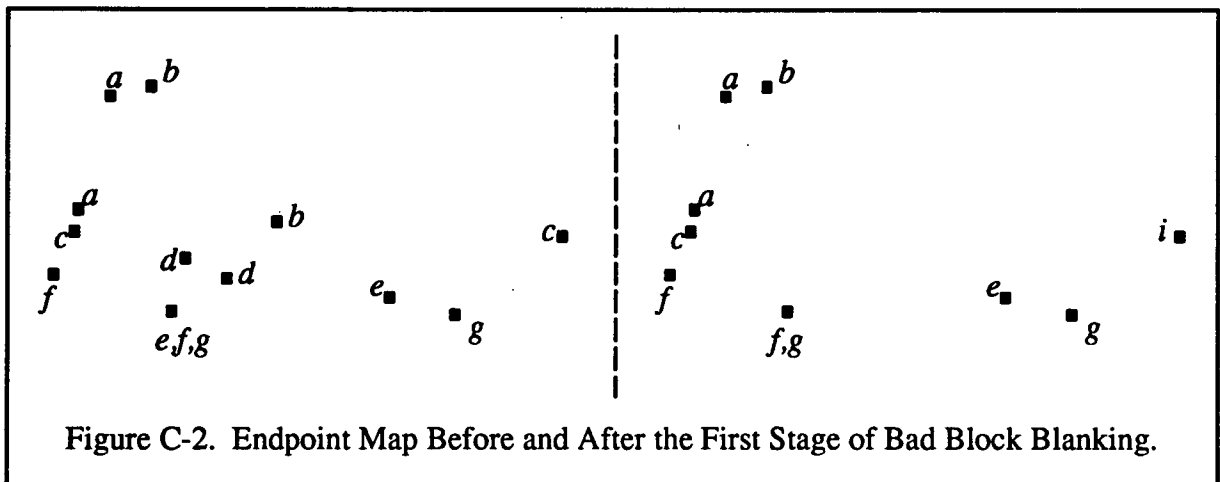 a b a b
a a
c b c c i
d d
f e f e
e,f,g g f,g g
Figure C-2. Endpoint Map Before and After the First Stage of Bad Block Blanking.